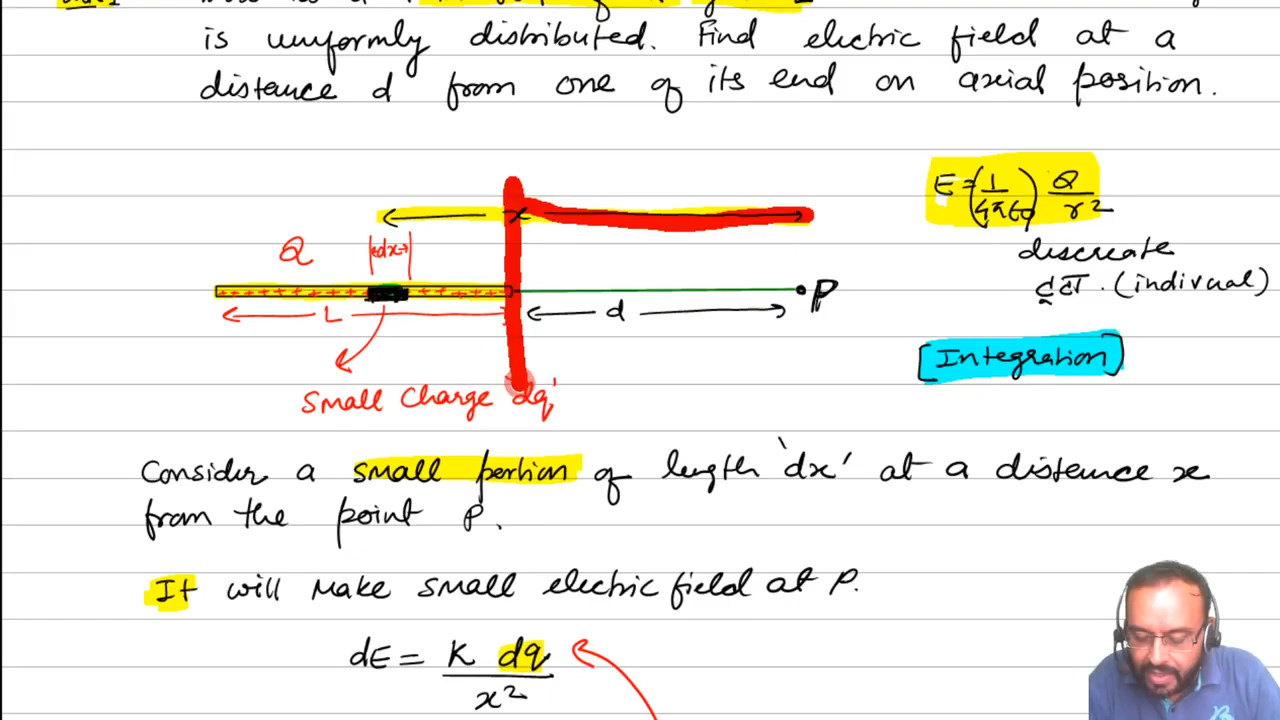 is uniformly distributed. Find electric field at a
distance d from one of its end on axial position.
E = (1/4πε0) Q/r²
x
Q
dx
discreate
(indivual)
L
d
P
[Integration]
Small Charge dq'
Consider a small portion of length 'dx' at a distance x
from the point P.
It will make small electric field at P.
dE = K dq
x²